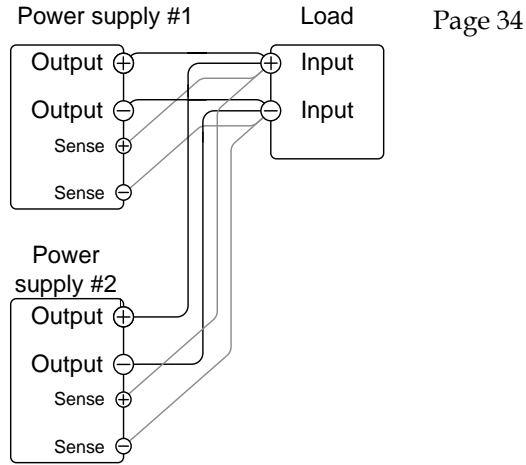 Power supply #1
Load
Page 34
Output +
Output −
Sense +
Sense −
+ Input
− Input
Power
supply #2
Output +
Output −
Sense +
Sense −